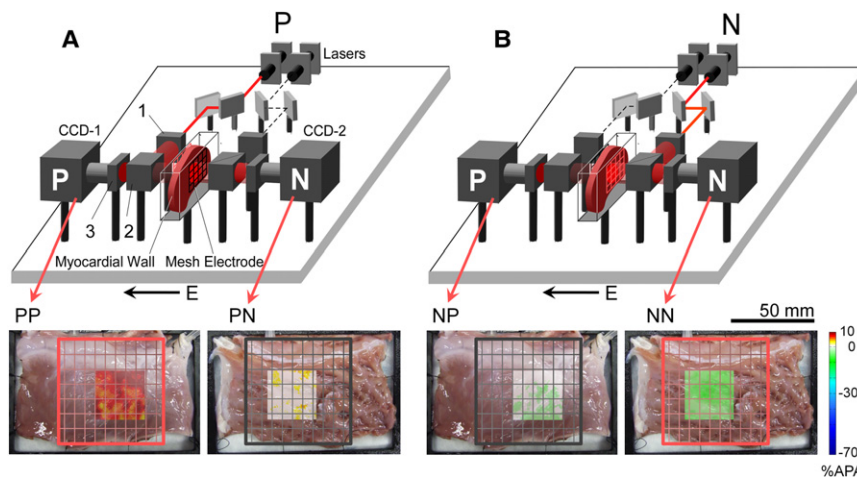 A
P
Lasers
1
CCD-1
CCD-2
P
N
3
2
Myocardial Wall
Mesh Electrode
E
PP
PN
B
N
P
N
E
NP
NN
50 mm
10
0
-30
-70
%APA